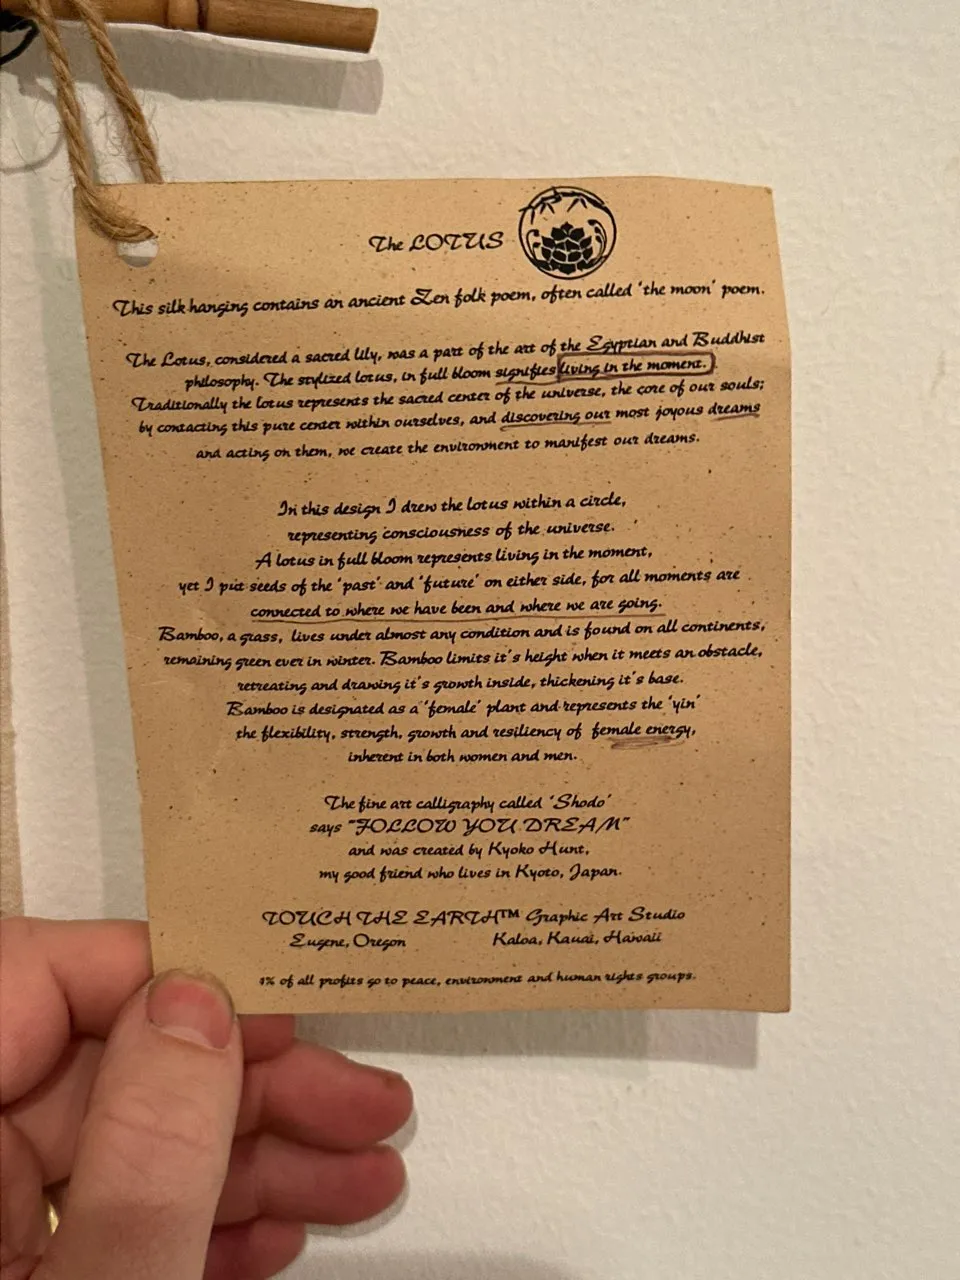 The LOTUS
This silk hanging contains an ancient Zen folk poem, often called 'the moon' poem.
The Lotus, considered a sacred lily, was a part of the art of the Egyptian and Buddhist
philosophy. The stylized lotus, in full bloom signifies living in the moment.
Traditionally the lotus represents the sacred center of the universe, the core of our souls;
by contacting this pure center within ourselves, and discovering our most joyous dreams
and acting on them, we create the environment to manifest our dreams.
In this design I drew the lotus within a circle,
representing consciousness of the universe.
A lotus in full bloom represents living in the moment,
yet I put seeds of the 'past' and 'future' on either side, for all moments are
connected to where we have been and where we are going.
Bamboo, a grass, lives under almost any condition and is found on all continents,
remaining green ever in winter. Bamboo limits it's height when it meets an obstacle,
retreating and drawing it's growth inside, thickening it's base.
Bamboo is designated as a 'female' plant and represents the 'yin'
the flexibility, strength, growth and resiliency of female energy,
inherent in both women and men.
The fine art calligraphy called 'Shodo'
says "FOLLOW YOU DREAM"
and was created by Kyoko Hunt,
my good friend who lives in Kyoto, Japan.
TOUCH THE EARTH™ Graphic Art Studio
Eugene, Oregon Kaloa, Kauai, Hawaii
1% of all profits go to peace, environment and human rights groups.